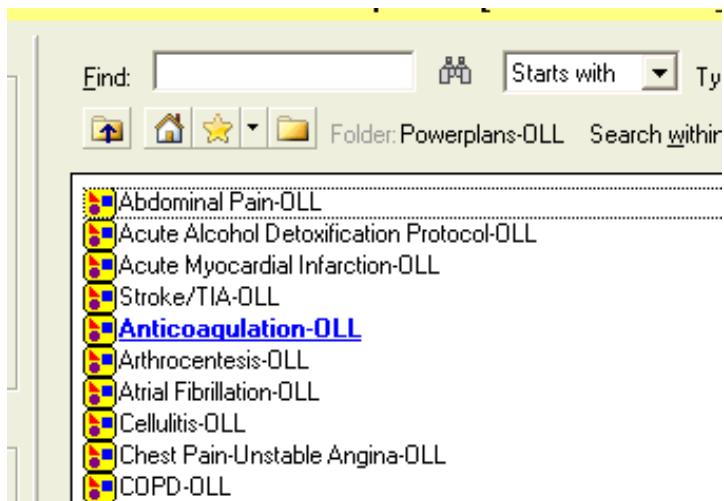 Find: Starts with Ty
Folder: Powerplans-OLL Search within
Abdominal Pain-OLL
Acute Alcohol Detoxification Protocol-OLL
Acute Myocardial Infarction-OLL
Stroke/TIA-OLL
Anticoagulation-OLL
Arthrocentesis-OLL
Atrial Fibrillation-OLL
Cellulitis-OLL
Chest Pain-Unstable Angina-OLL
COPD-OLL